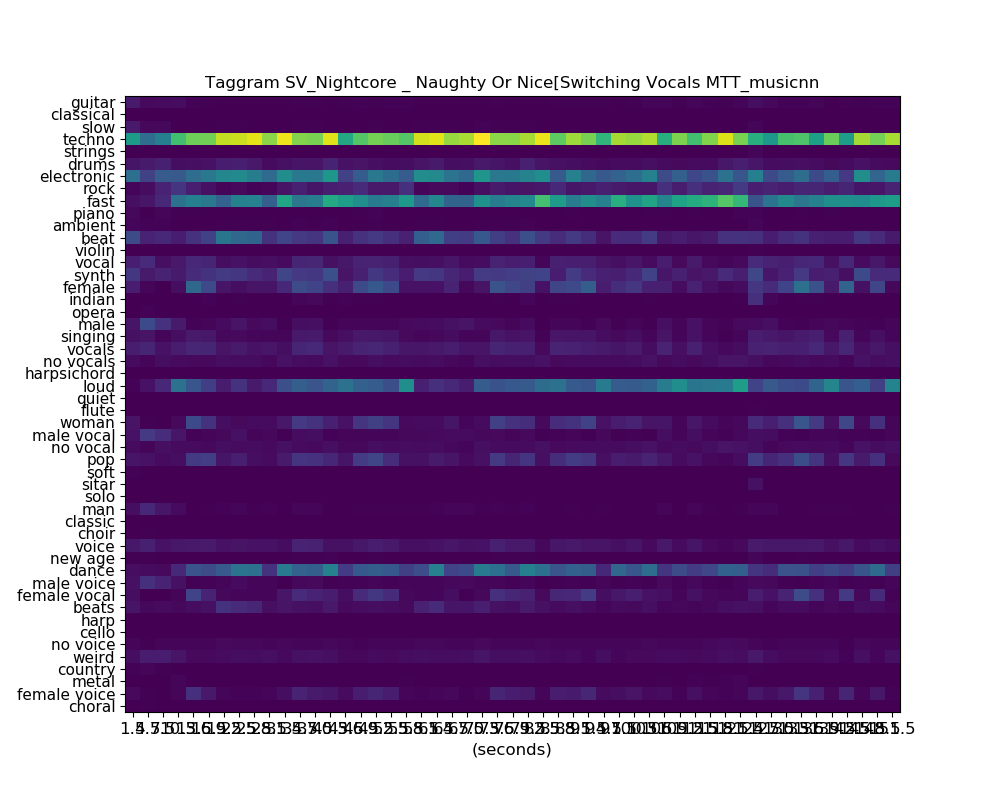 Taggram SV_Nightcore _ Naughty Or Nice[Switching Vocals MTT_musicnn
guitar
classical
slow
techno
strings
drums
electronic
rock
fast
piano
ambient
beat
violin
vocal
synth
female
indian
opera
male
singing
vocals
no vocals
harpsichord
loud
quiet
flute
woman
male vocal
no vocal
pop
soft
sitar
solo
man
classic
choir
voice
new age
dance
male voice
female vocal
beats
harp
cello
no voice
weird
country
metal
female voice
choral
(seconds)